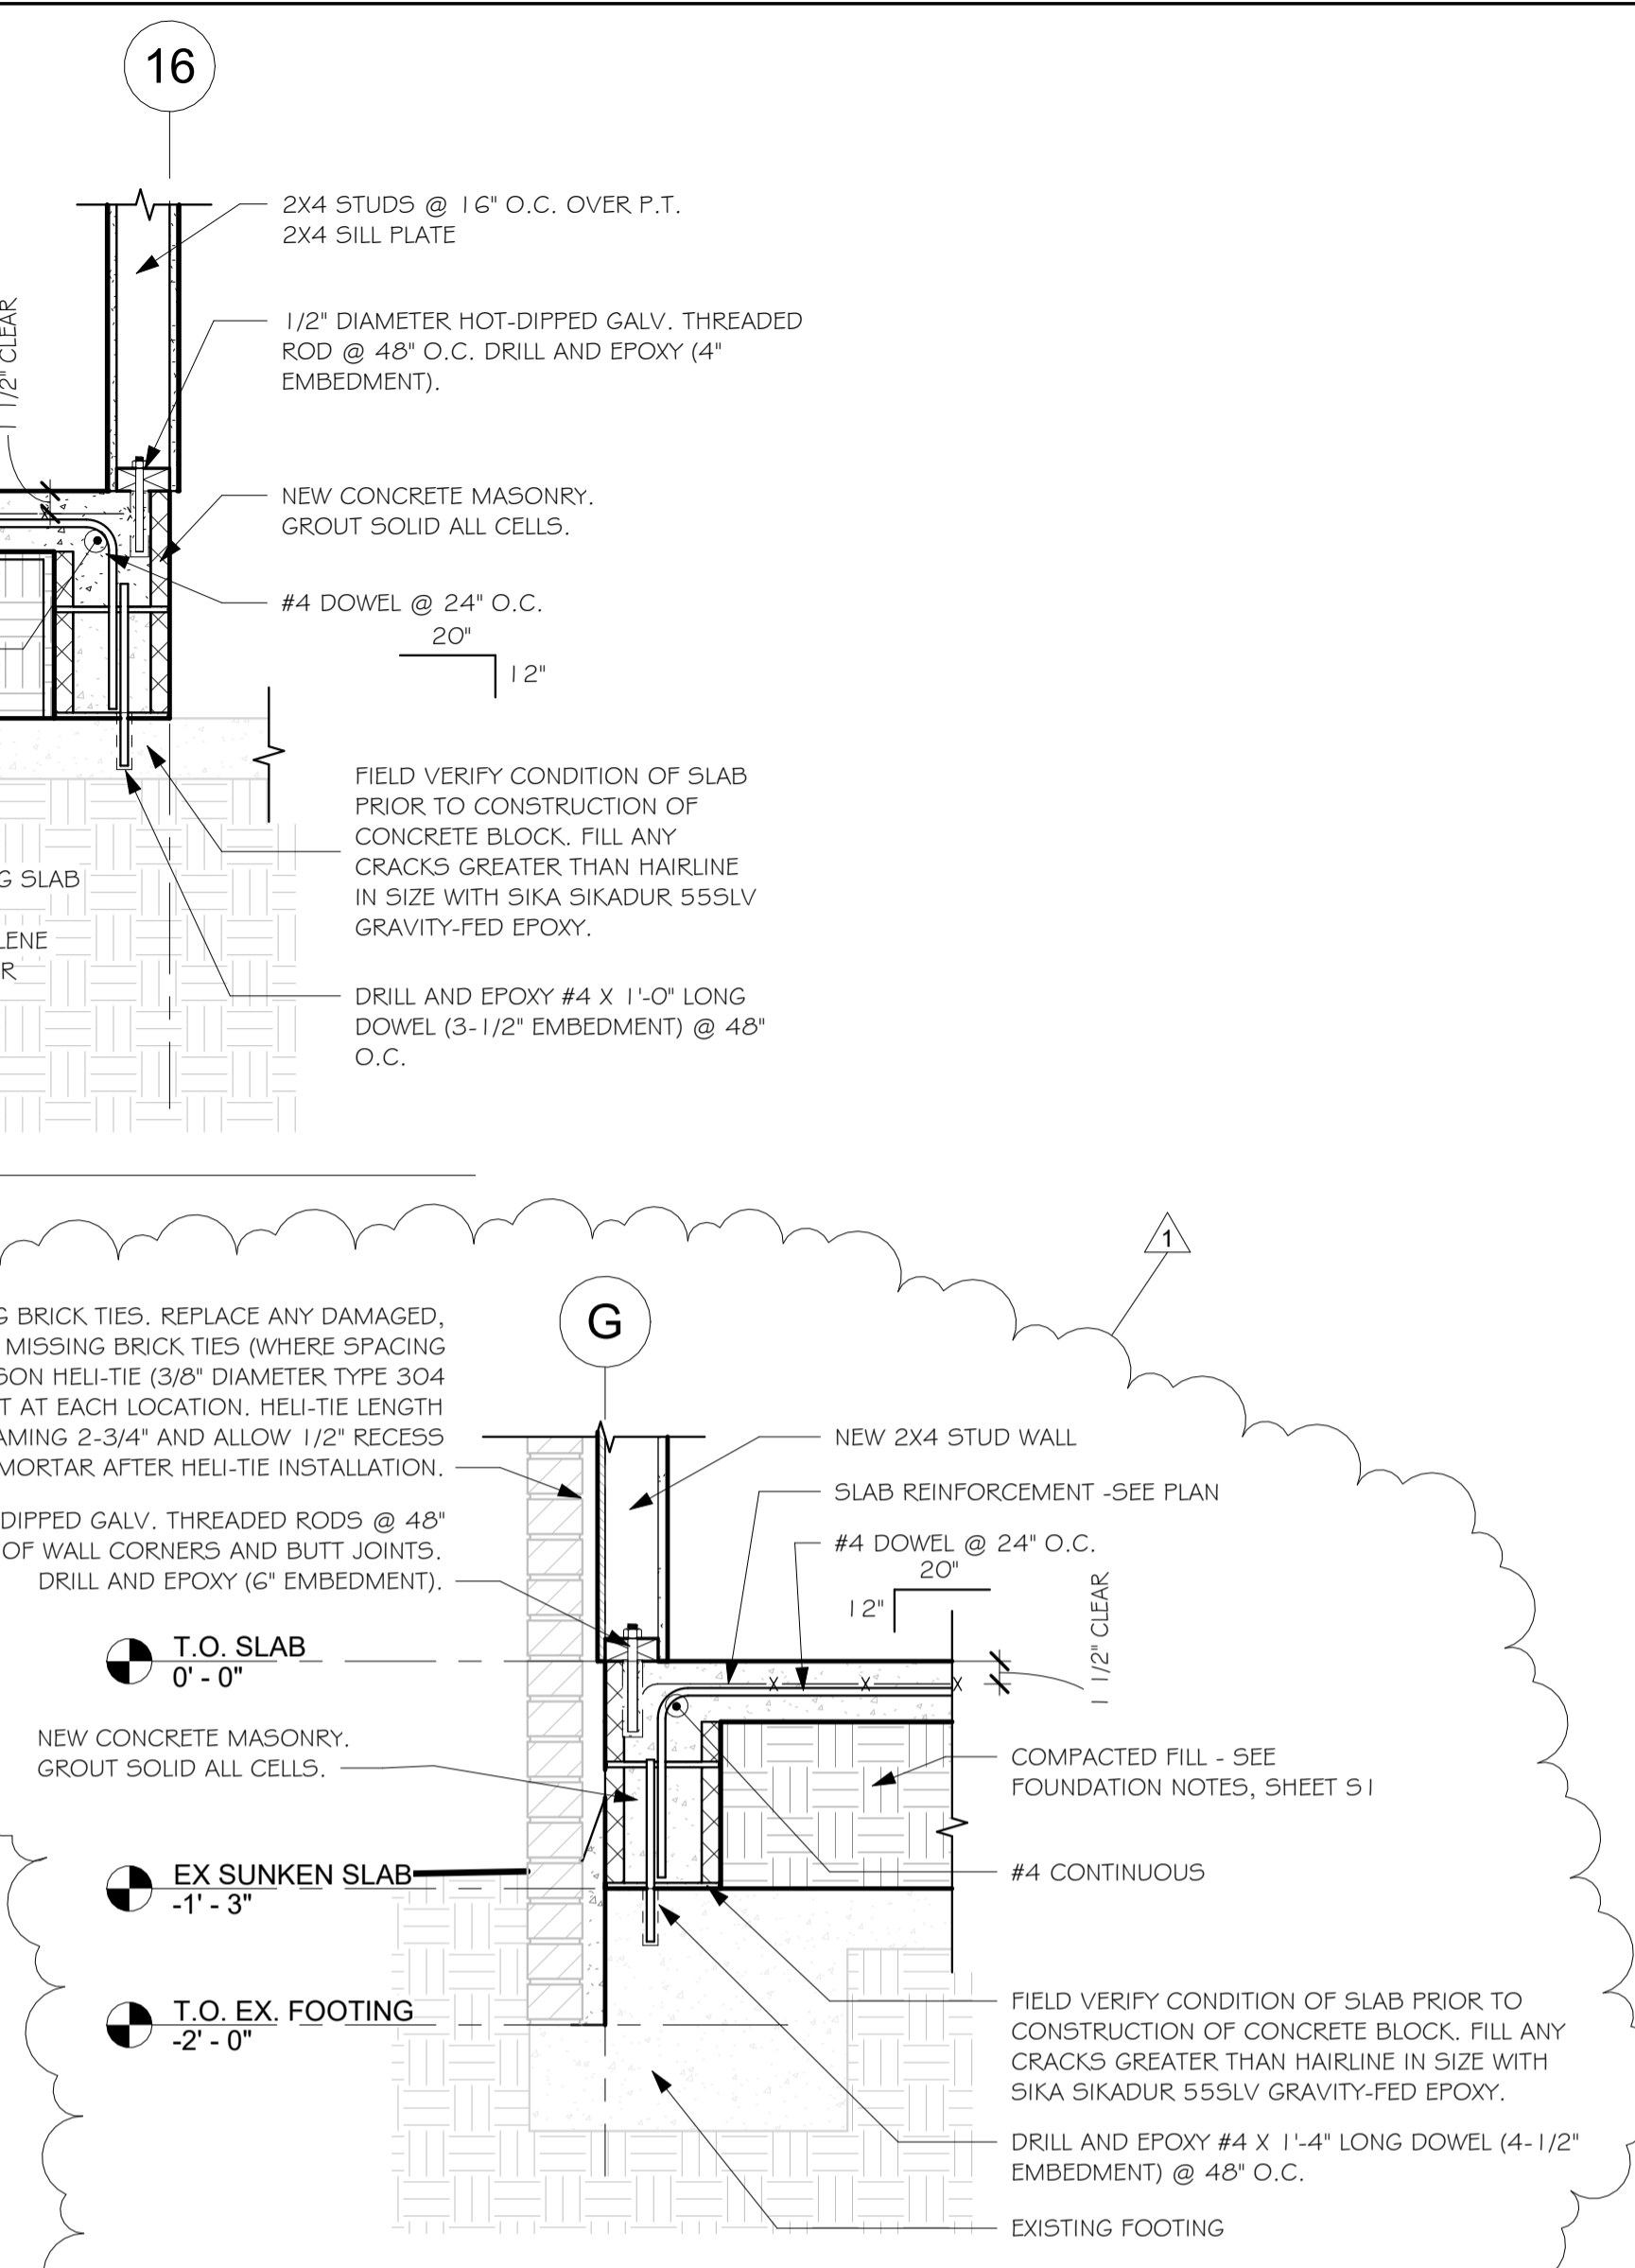 16
2X4 STUDS @ 16" O.C. OVER P.T.
2X4 SILL PLATE
1 1/2" CLEAR
1/2" DIAMETER HOT-DIPPED GALV. THREADED
ROD @ 48" O.C. DRILL AND EPOXY (4"
EMBEDMENT).
NEW CONCRETE MASONRY.
GROUT SOLID ALL CELLS.
#4 DOWEL @ 24" O.C.
20"
12"
FIELD VERIFY CONDITION OF SLAB
PRIOR TO CONSTRUCTION OF
CONCRETE BLOCK. FILL ANY
CRACKS GREATER THAN HAIRLINE
IN SIZE WITH SIKA SIKADUR 55SLV
GRAVITY-FED EPOXY.
G SLAB
LENE
R
DRILL AND EPOXY #4 X 1'-0" LONG
DOWEL (3-1/2" EMBEDMENT) @ 48"
O.C.
1
G BRICK TIES. REPLACE ANY DAMAGED,
MISSING BRICK TIES (WHERE SPACING
SON HELI-TIE (3/8" DIAMETER TYPE 304
T AT EACH LOCATION. HELI-TIE LENGTH
AMING 2-3/4" AND ALLOW 1/2" RECESS
MORTAR AFTER HELI-TIE INSTALLATION.
DIPPED GALV. THREADED RODS @ 48"
OF WALL CORNERS AND BUTT JOINTS.
DRILL AND EPOXY (6" EMBEDMENT).
G
NEW 2X4 STUD WALL
SLAB REINFORCEMENT -SEE PLAN
#4 DOWEL @ 24" O.C.
20"
12"
1 1/2" CLEAR
T.O. SLAB
0' - 0"
NEW CONCRETE MASONRY.
GROUT SOLID ALL CELLS.
COMPACTED FILL - SEE
FOUNDATION NOTES, SHEET S1
EX SUNKEN SLAB
-1' - 3"
#4 CONTINUOUS
T.O. EX. FOOTING
-2' - 0"
FIELD VERIFY CONDITION OF SLAB PRIOR TO
CONSTRUCTION OF CONCRETE BLOCK. FILL ANY
CRACKS GREATER THAN HAIRLINE IN SIZE WITH
SIKA SIKADUR 55SLV GRAVITY-FED EPOXY.
DRILL AND EPOXY #4 X 1'-4" LONG DOWEL (4-1/2"
EMBEDMENT) @ 48" O.C.
EXISTING FOOTING